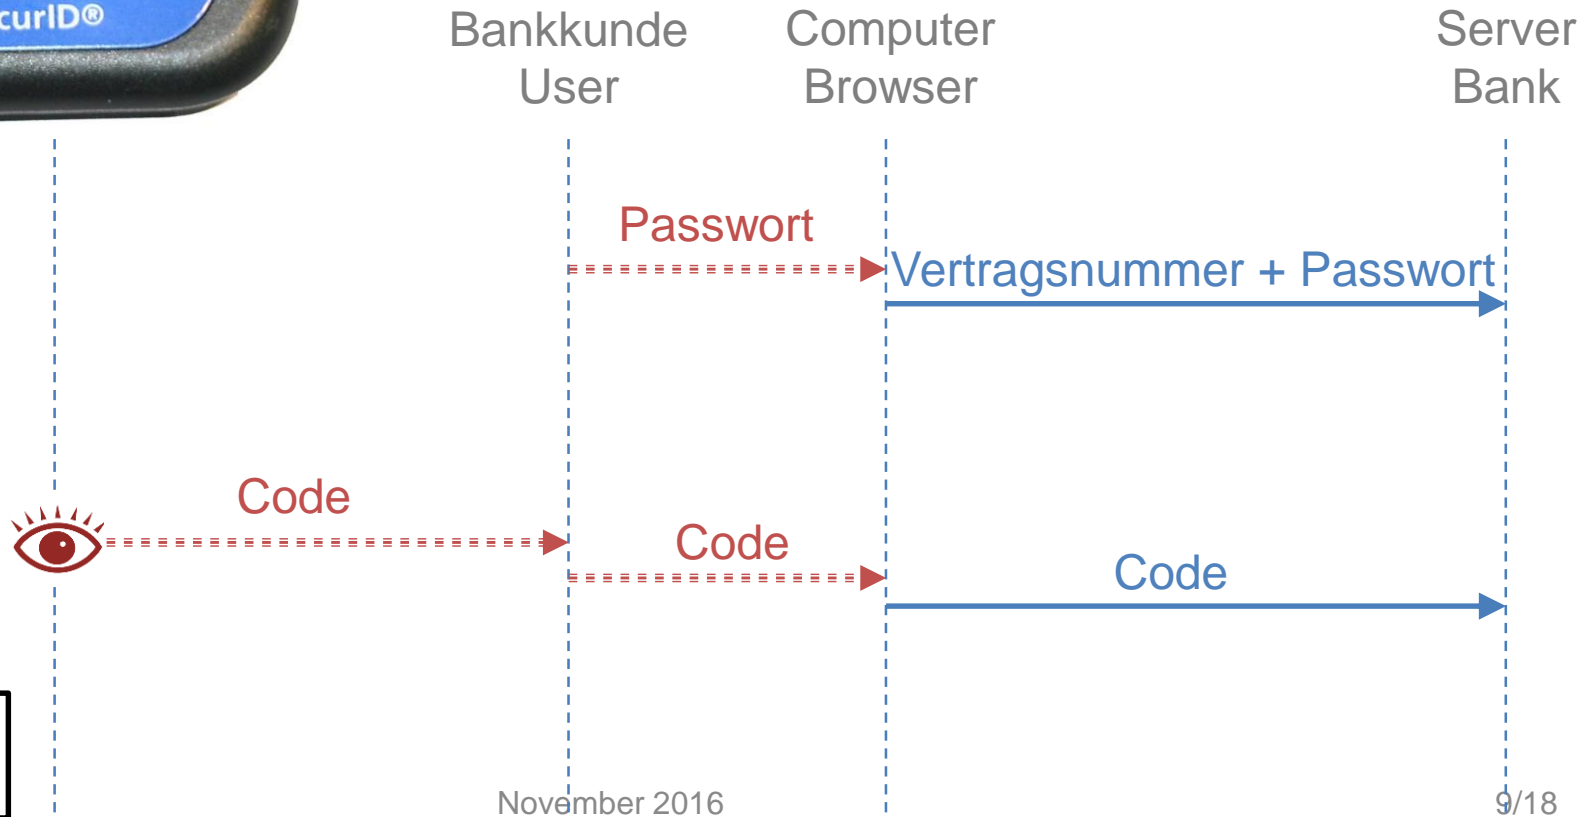 curID®
Bankkunde
User
Computer
Browser
Server
Bank
Passwort
Vertragsnummer + Passwort
Code
Code
Code
November 2016
9/18